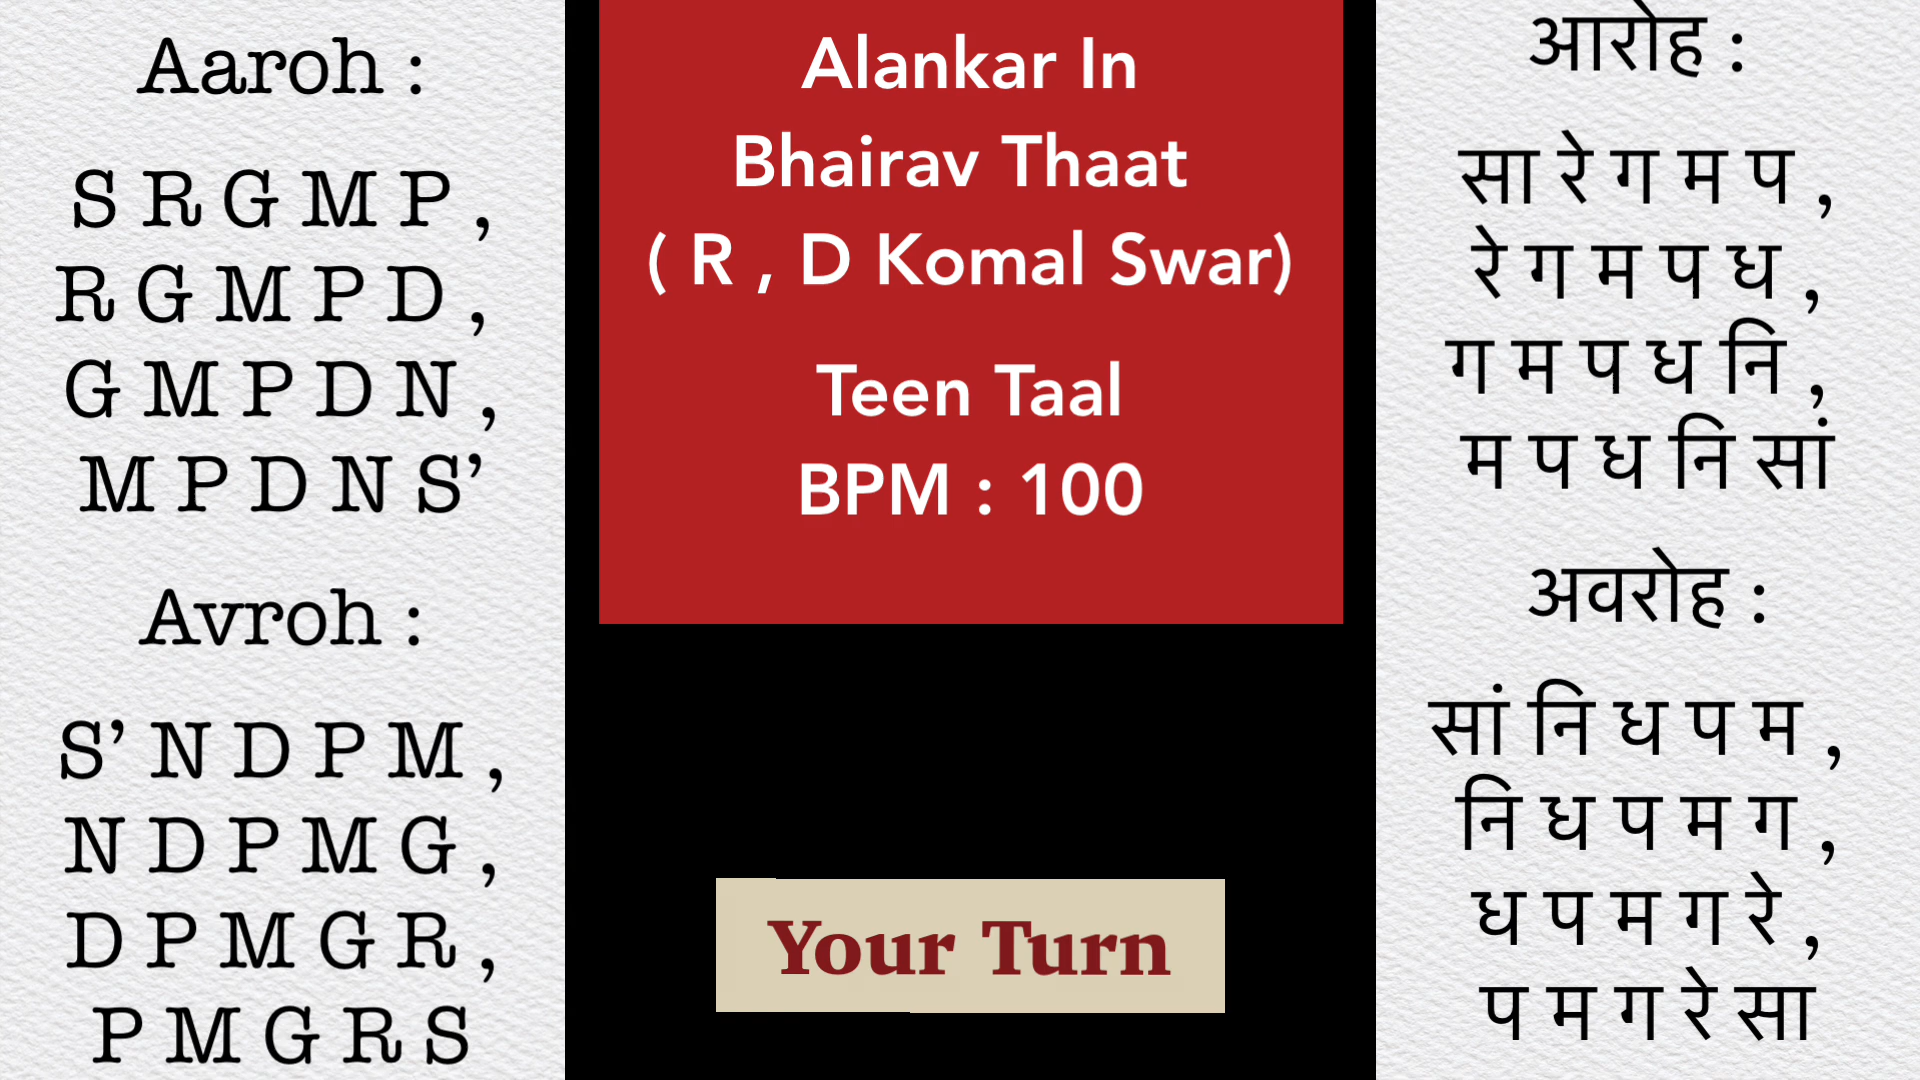 Aaroh :
S R G M P ,
R G M P D ,
G M P D N ,
M P D N S’
Avroh :
S’ N D P M ,
N D P M G ,
D P M G R ,
P M G R S
Alankar In
Bhairav Thaat
( R , D Komal Swar)
Teen Taal
BPM : 100
Your Turn
आरोह :
सा रे ग म प ,
रे ग म प ध ,
ग म प ध नि ,
म प ध नि सां
अवरोह :
सां नि ध प म ,
नि ध प म ग ,
ध प म ग रे ,
प म ग रे सा